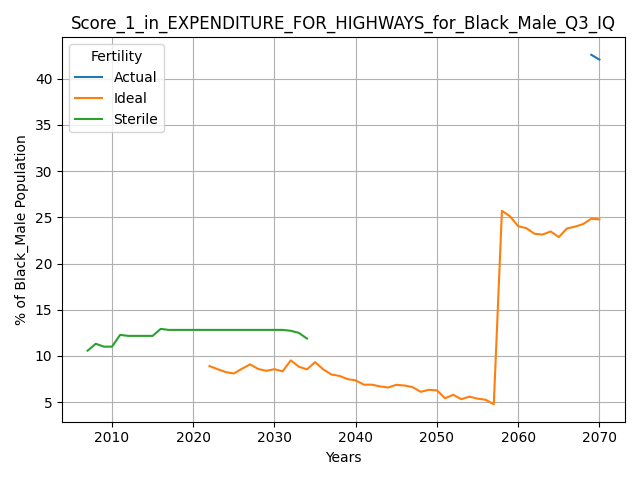 Score_1_in_EXPENDITURE_FOR_HIGHWAYS_for_Black_Male_Q3_IQ
Fertility
Actual
Ideal
Sterile
% of Black_Male Population
40
35
30
25
20
15
10
5
2010
2020
2030
2040
2050
2060
2070
Years